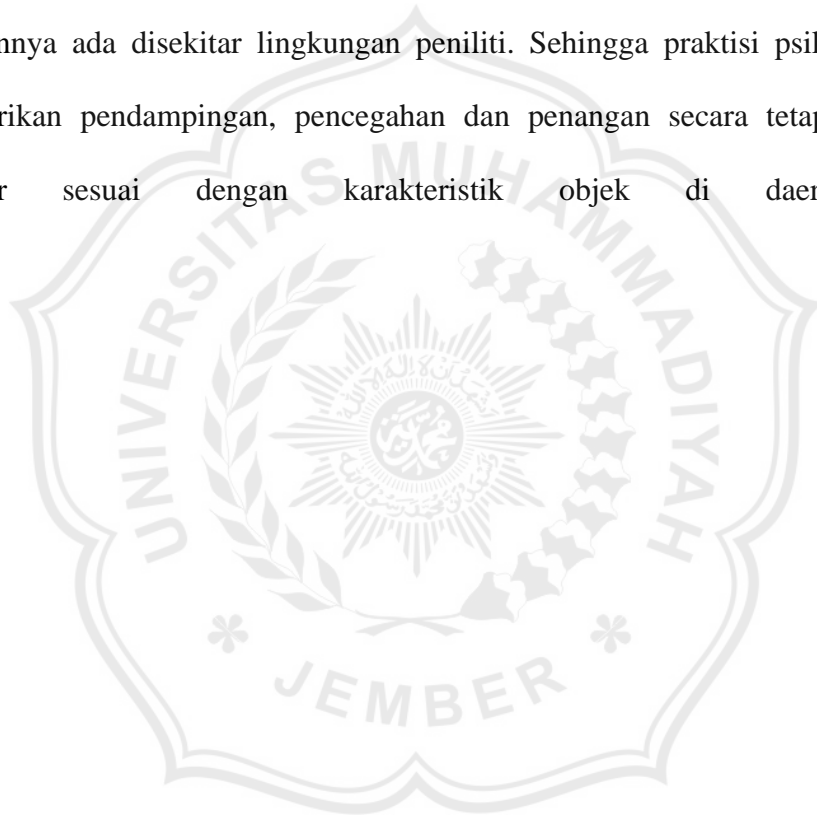 nnya ada disekitar lingkungan peniliti. Sehingga praktisi psil
rikan pendampingan, pencegahan dan penangan secara tetap
r sesuai dengan karakteristik objek di daer
UNIVERSITAS MUHAMMADIYAH
JEMBER